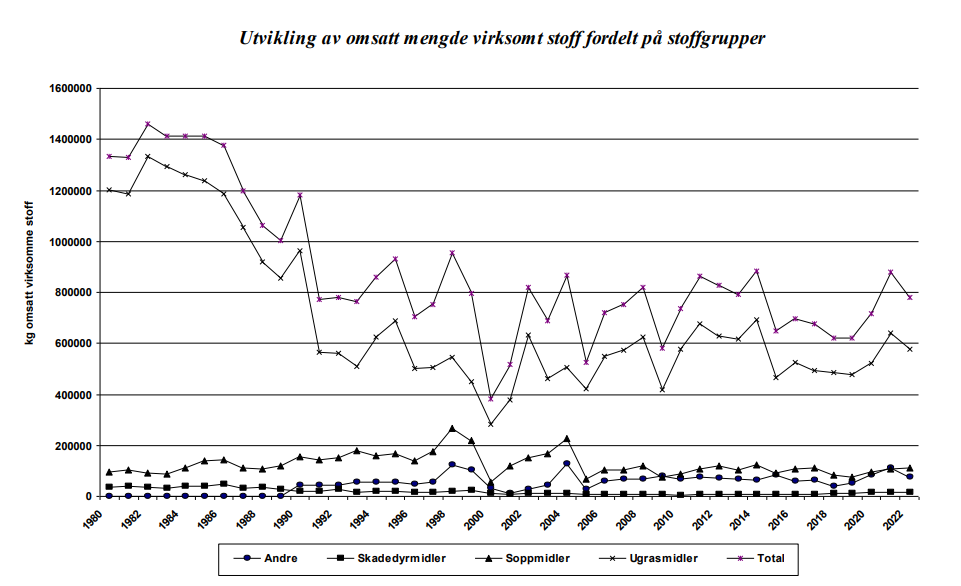 Utvikling av omsatt mengde virksomt stoff fordelt på stoffgrupper
kg omsatt virksomme stoff
1600000
1400000
1200000
1000000
800000
600000
400000
200000
0
1980 1982 1984 1986 1988 1990 1992 1994 1996 1998 2000 2002 2004 2006 2008 2010 2012 2014 2016 2018 2020 2022
Andre Skadedyrmidler Soppmidler Ugrasmidler Total